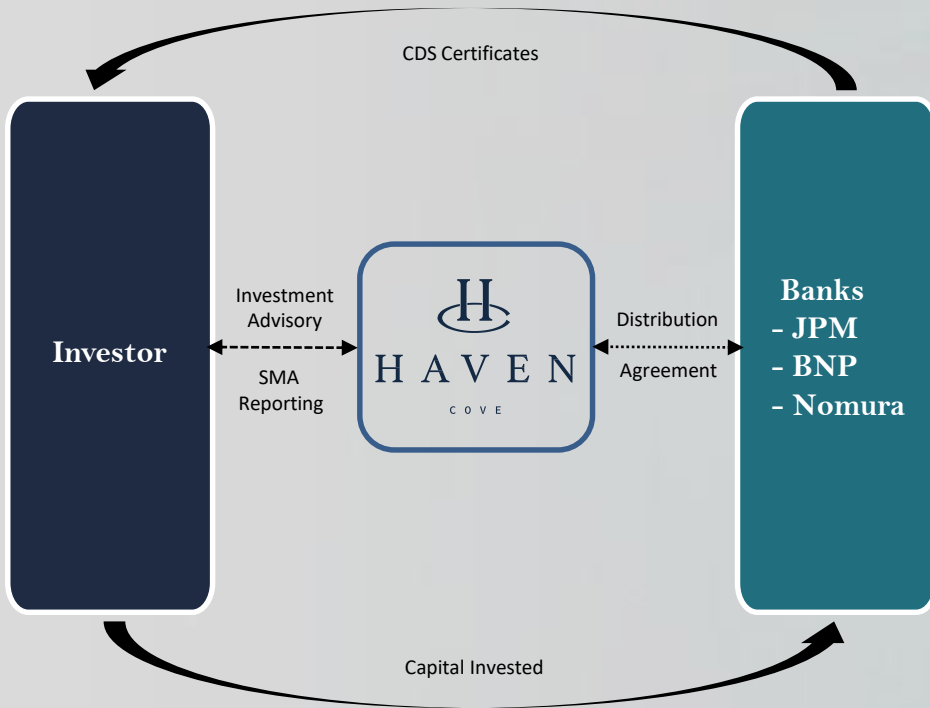 CDS Certificates
Investor
Investment
Advisory
SMA
Reporting
H
HAVEN
COVE
Distribution
Agreement
Banks
- JPM
- BNP
- Nomura
Capital Invested